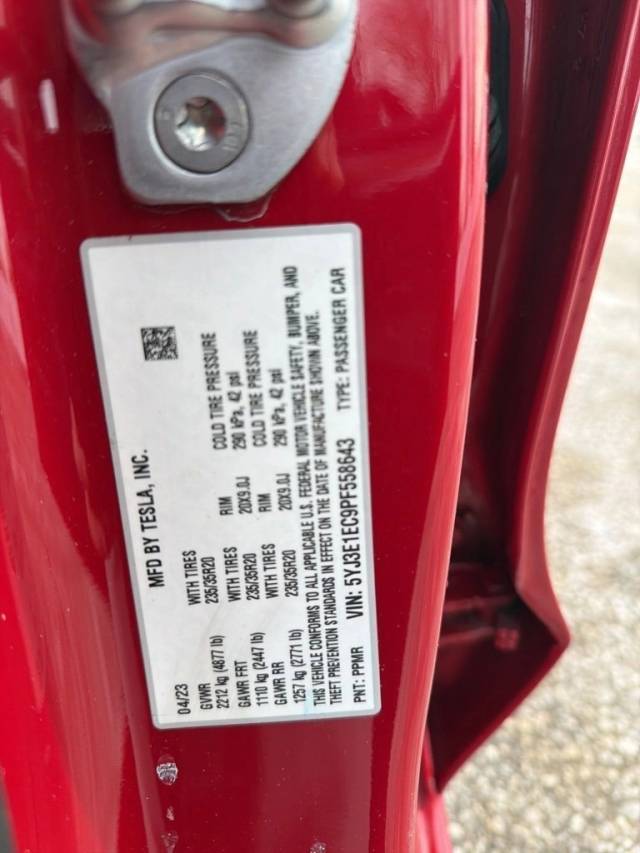 MFD BY TESLA, INC.
04/23
GVWR WITH TIRES RIM COLD TIRE PRESSURE
2212 kg (4877 lb) 235/35R20 20X9.0J 290 kPa, 42 psi
GAWR FRT WITH TIRES RIM COLD TIRE PRESSURE
1110 kg (2447 lb) 235/35R20 20X9.0J 290 kPa, 42 psi
GAWR RR
1257 kg (2771 lb)
THIS VEHICLE CONFORMS TO ALL APPLICABLE U.S. FEDERAL MOTOR VEHICLE SAFETY, BUMPER, AND
THEFT PREVENTION STANDARDS IN EFFECT ON THE DATE OF MANUFACTURE SHOWN ABOVE.
VIN: 5YJ3E1EC9PF558643 TYPE: PASSENGER CAR
PNT: PPMR